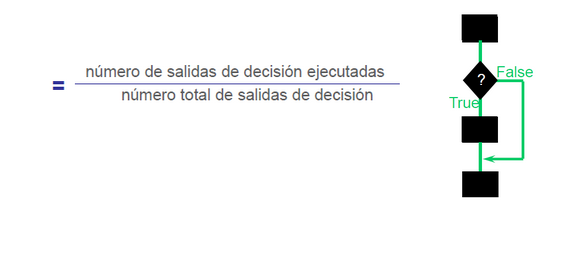 número de salidas de decisión ejecutadas
=
número total de salidas de decisión
?
False
True